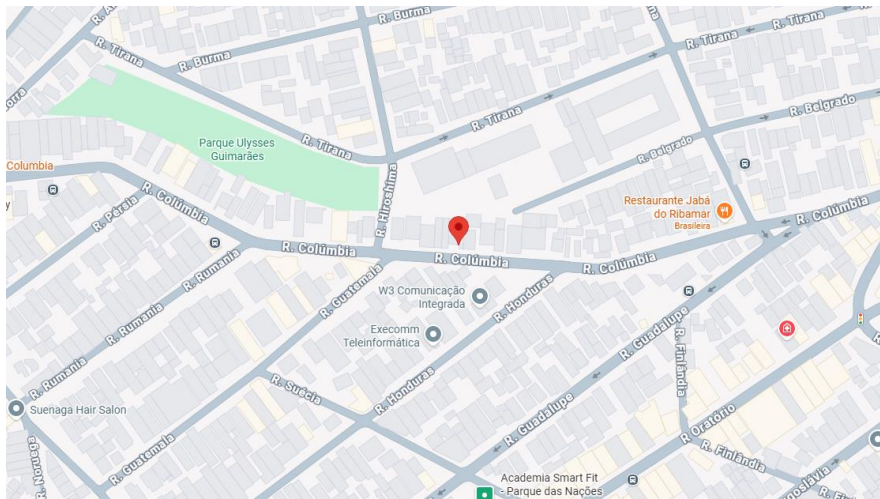 R. Burma
R. Burma
R. Tirana
R. Tirana
R. Tirana
R. Tirana
R. Tirana
R. Belgrado
R. Belgrado
Parque Ulysses
Guimarães
R. Hiroshima
Columbia
R. Pérsia
R. Colúmbia
R. Colúmbia
R. Colúmbia
R. Colúmbia
R. Colúmbia
Restaurante Jabá
do Ribamar
Brasileira
R. Rumania
R. Rumania
R. Rumania
R. Guatemala
R. Guatemala
W3 Comunicação
Integrada
Execomm
Teleinformática
R. Honduras
R. Honduras
R. Guadalupe
R. Guadalupe
R. Finlândia
R. Finlândia
R. Suécia
R. Oratório
Suenaga Hair Salon
R. Noruega
Academia Smart Fit
- Parque das Nações